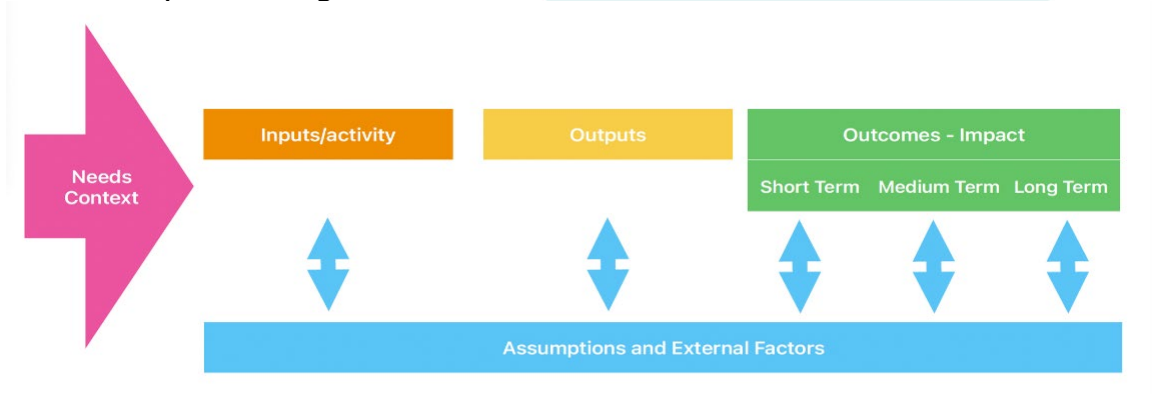 Inputs/activity
Outputs
Outcomes - Impact
Needs
Context
Short Term
Medium Term
Long Term
Assumptions and External Factors